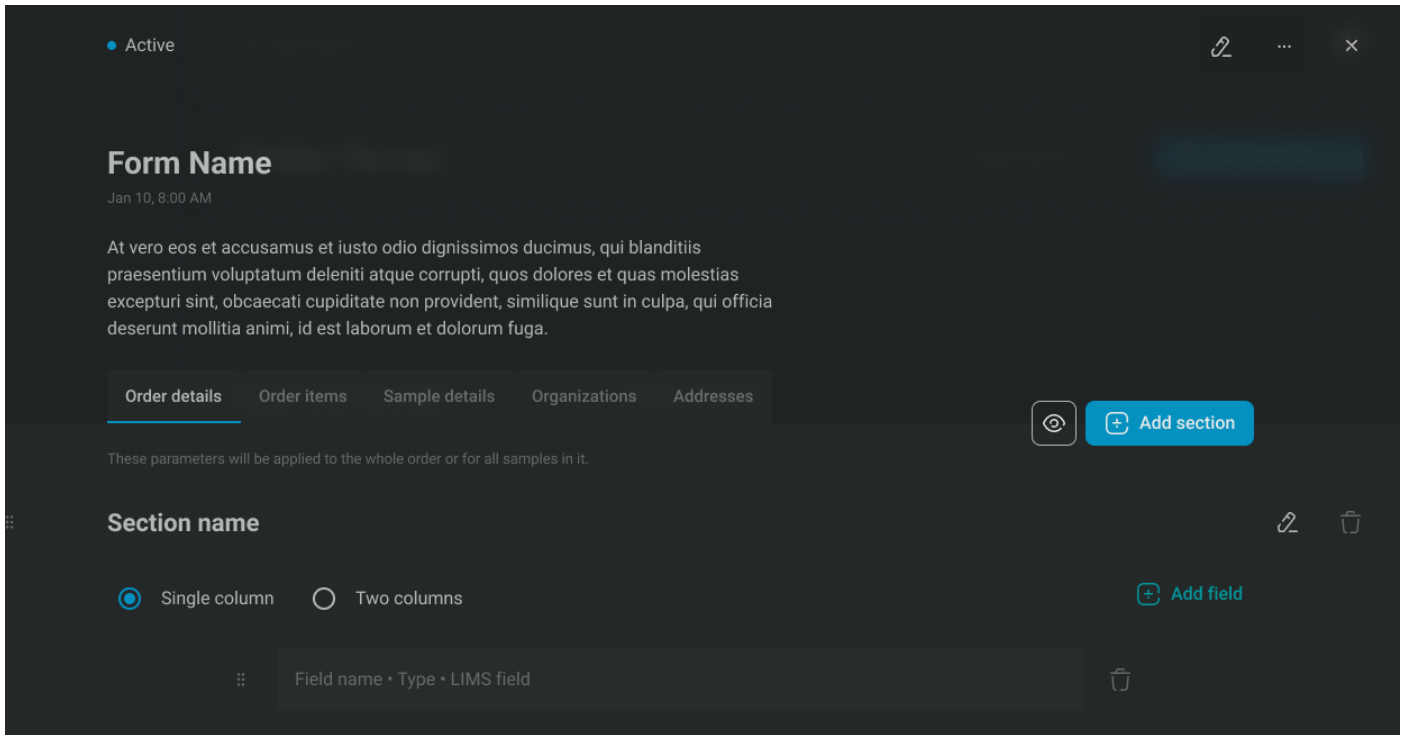 Active
Form Name
Jan 10, 8:00 AM
At vero eos et accusamus et iusto odio dignissimos ducimus, qui blanditiis
praesentium voluptatum deleniti atque corrupti, quos dolores et quas molestias
excepturi sint, obcaecati cupiditate non provident, similique sunt in culpa, qui officia
deserunt mollitia animi, id est laborum et dolorum fuga.
Order details Order items Sample details Organizations Addresses
Add section
These parameters will be applied to the whole order or for all samples in it.
Section name
Single column Two columns
Add field
Field name • Type • LIMS field